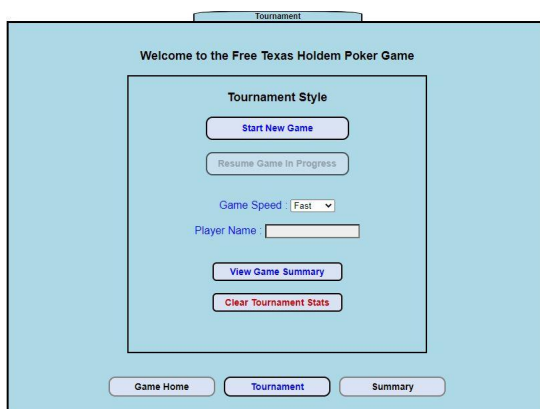 Tournament
Welcome to the Free Texas Holdem Poker Game
Tournament Style
Start New Game
Resume Game In Progress
Game Speed : Fast
Player Name :
View Game Summary
Clear Tournament Stats
Game Home Tournament Summary